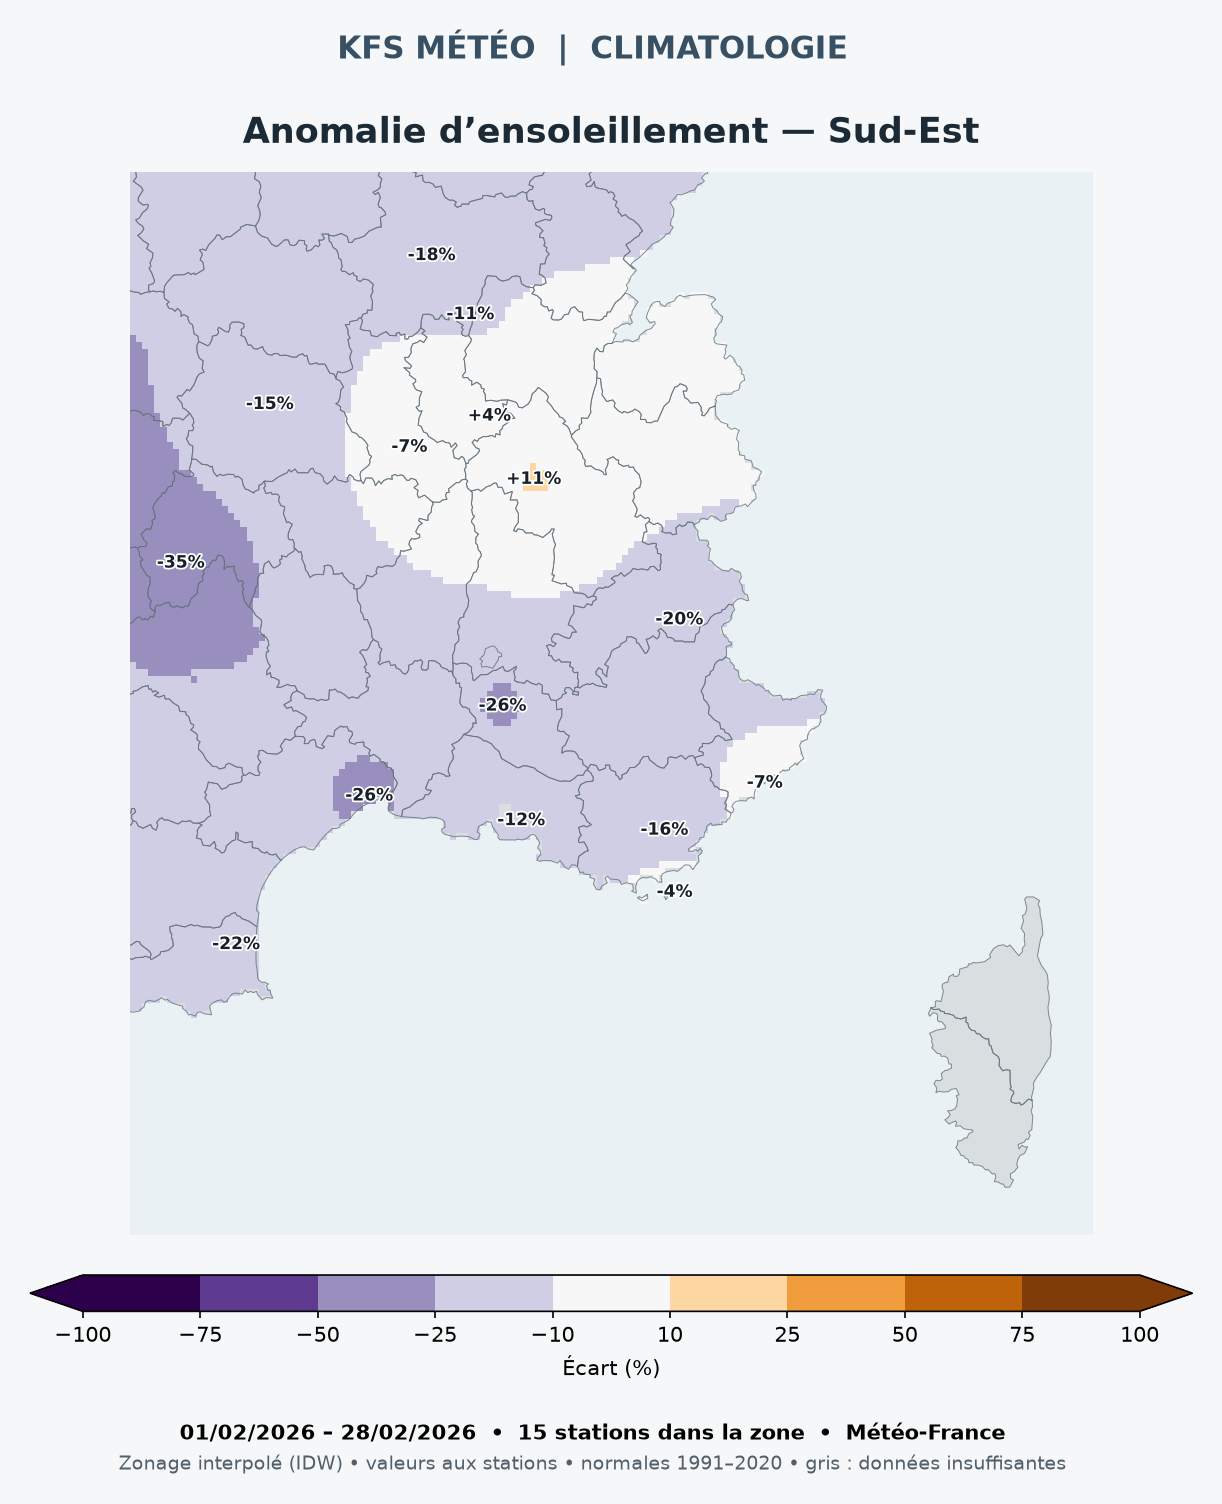 KFS MÉTÉO | CLIMATOLOGIE
Anomalie d’ensoleillement — Sud-Est
-18%
-11%
-15%
+4%
-7%
+11%
-35%
-20%
-26%
-7%
-26%
-12%
-16%
-4%
-22%
−100 −75 −50 −25 −10 10 25 50 75 100
Écart (%)
01/02/2026 – 28/02/2026 • 15 stations dans la zone • Météo-France
Zonage interpolé (IDW) • valeurs aux stations • normales 1991–2020 • gris : données insuffisantes